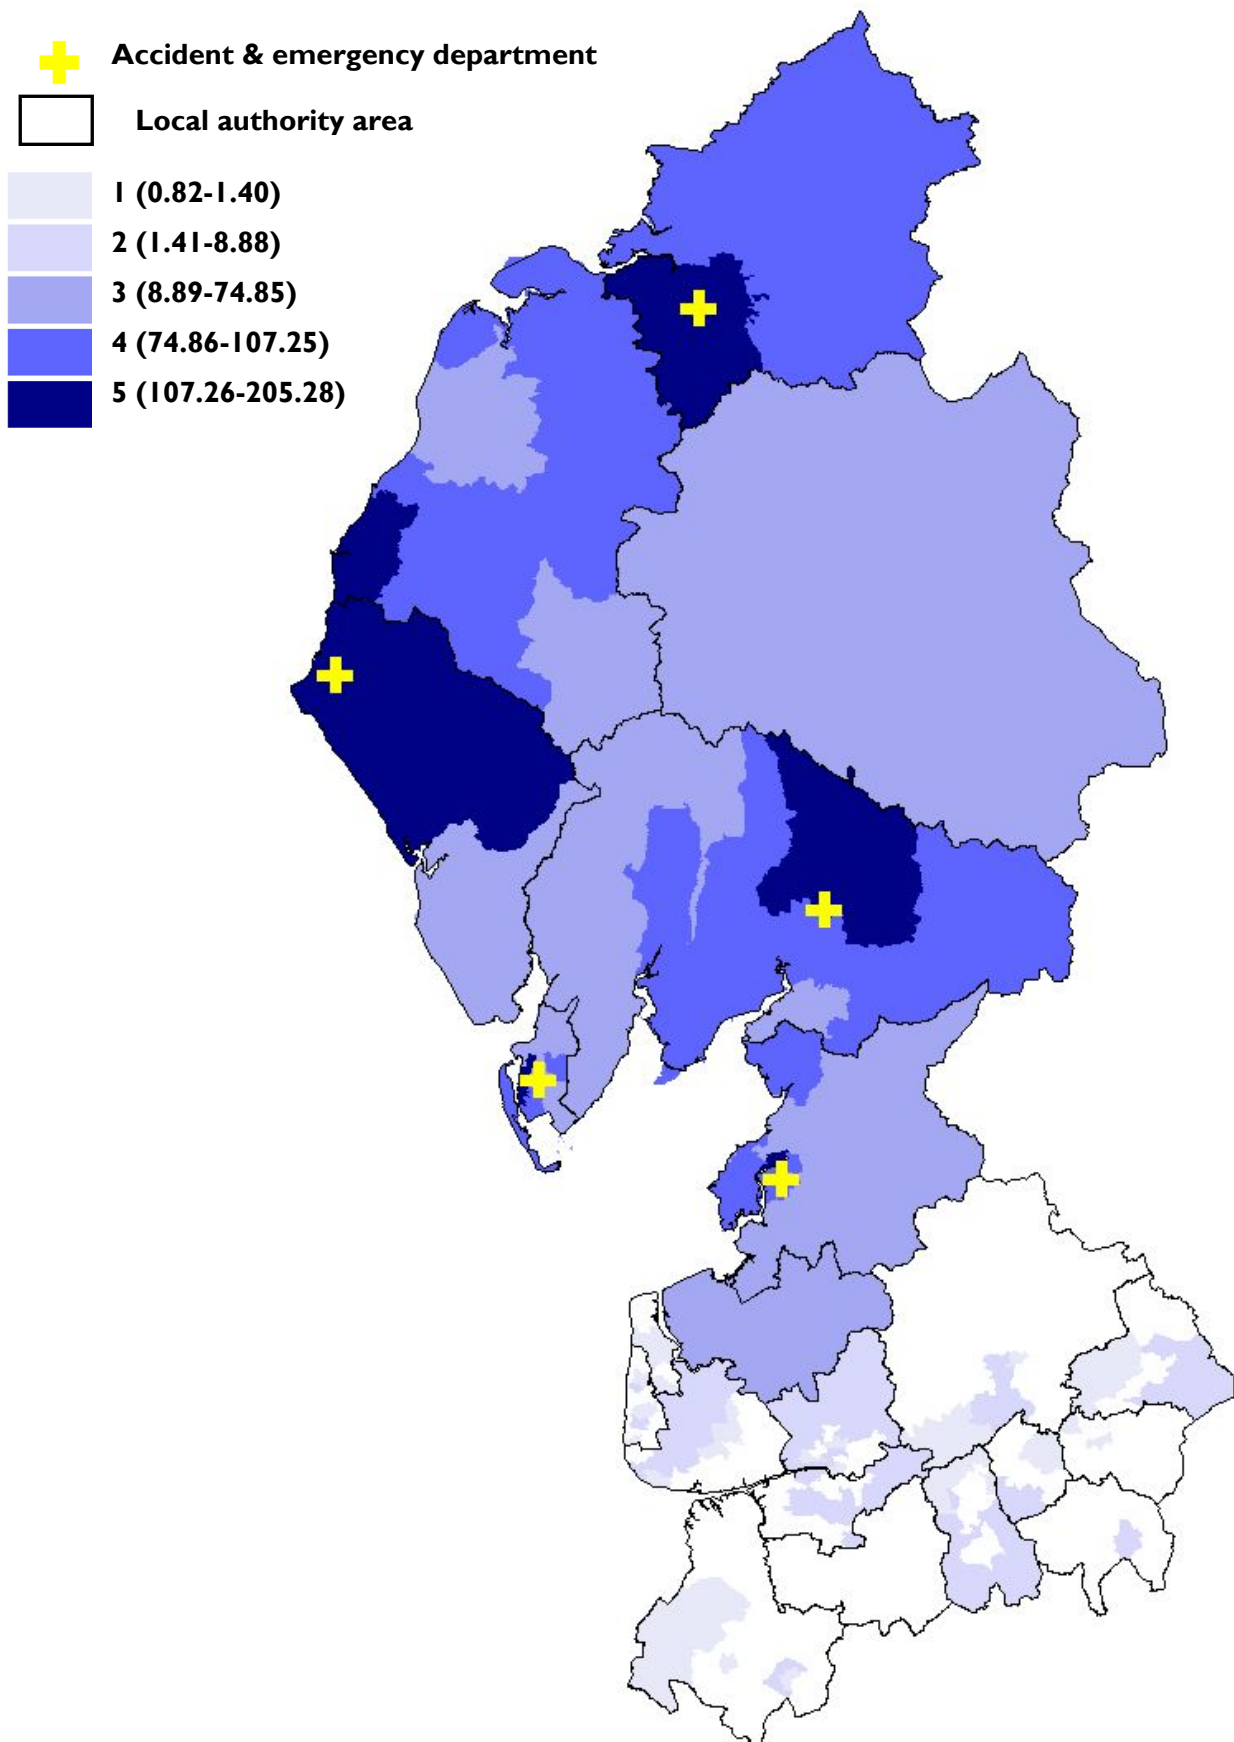 Accident & emergency department
Local authority area
1 (0.82-1.40)
2 (1.41-8.88)
3 (8.89-74.85)
4 (74.86-107.25)
5 (107.26-205.28)